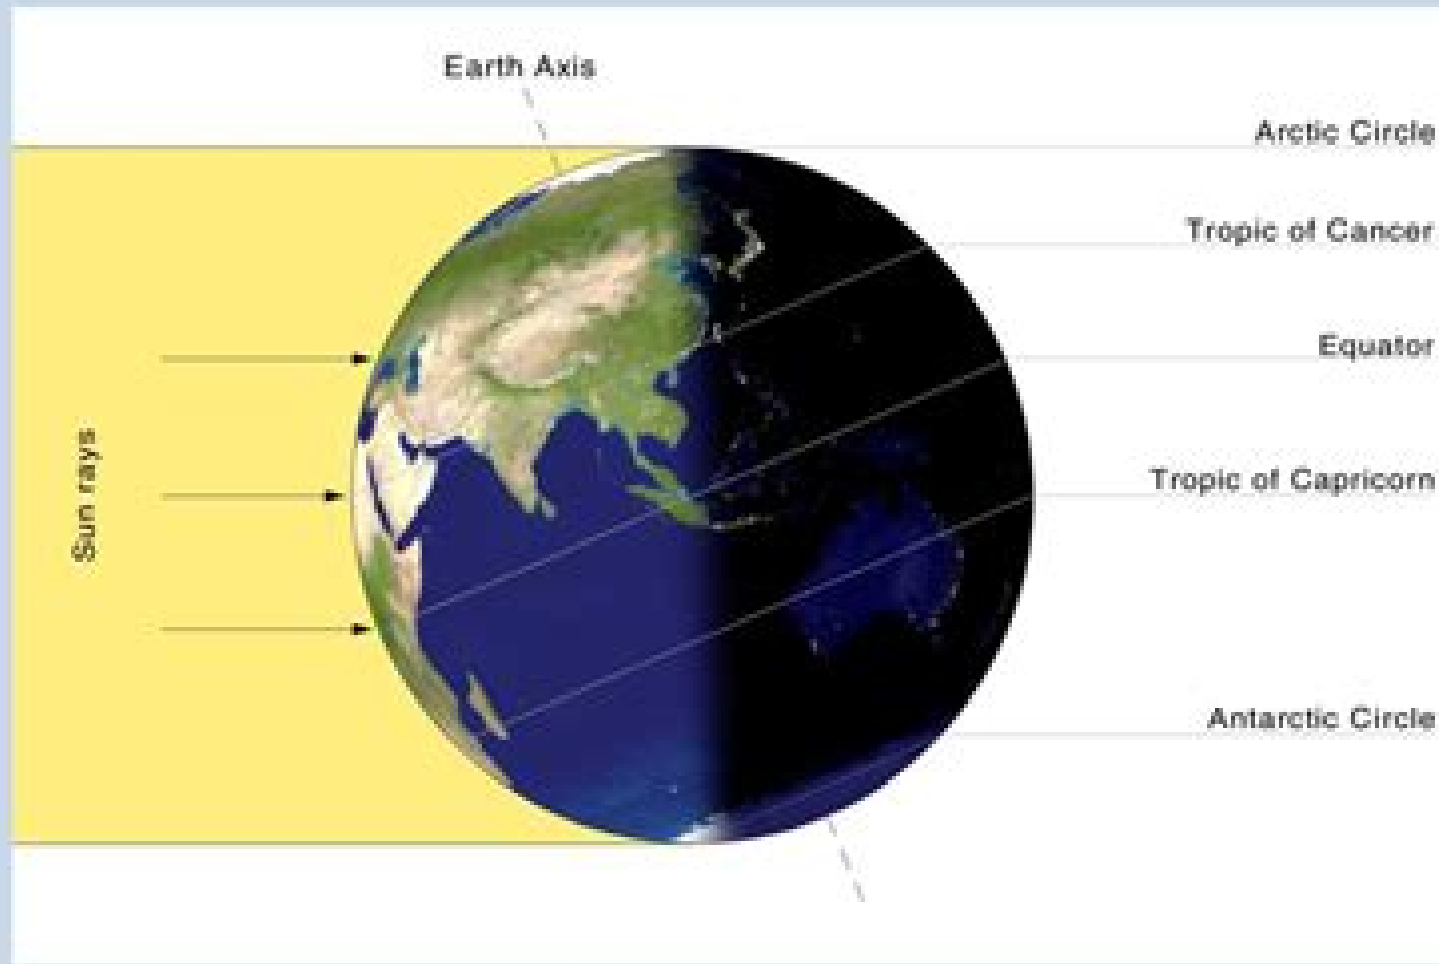 Earth Axis
Arctic Circle
Tropic of Cancer
Equator
Sun rays
Tropic of Capricorn
Antarctic Circle